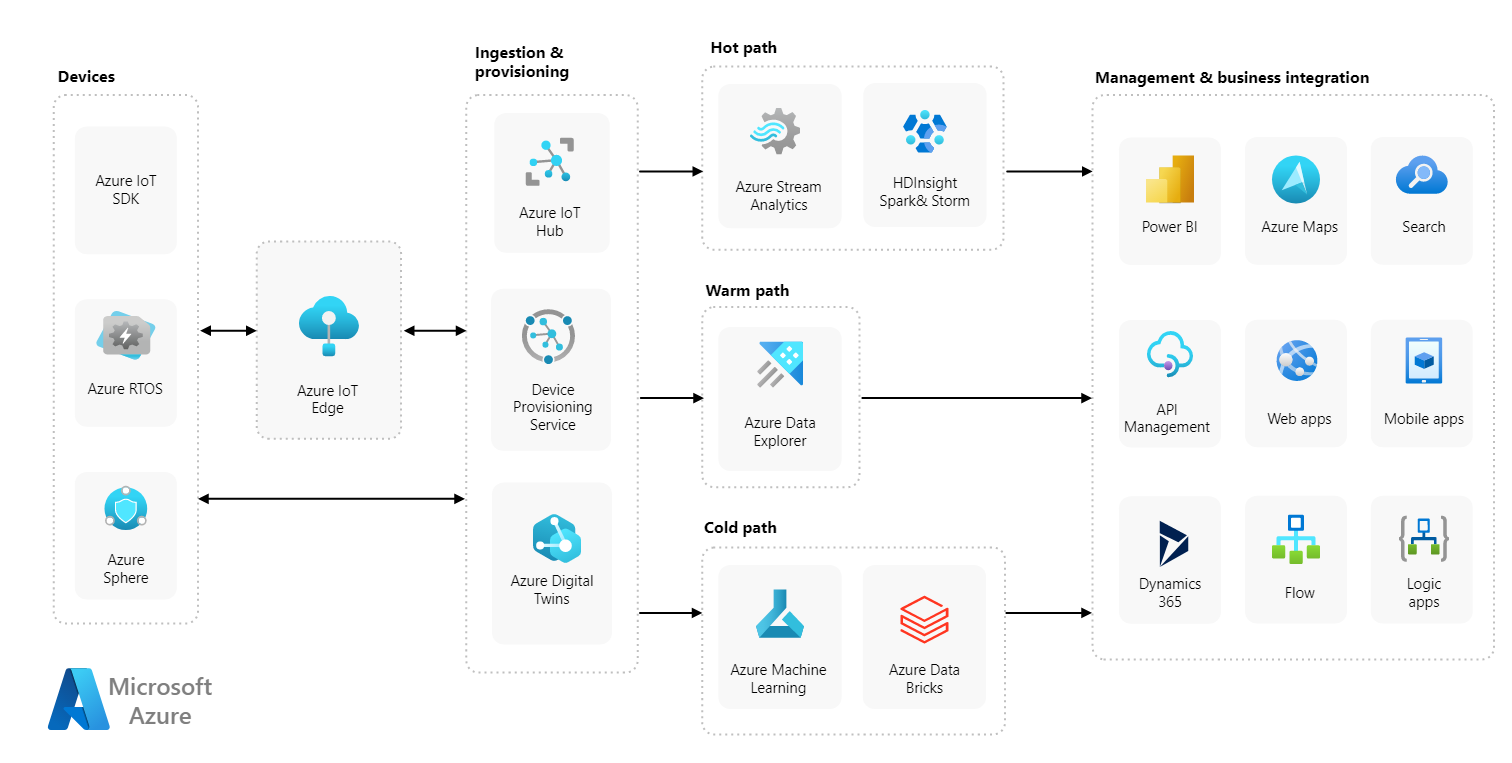 Devices
Azure IoT
SDK
Azure RTOS
Azure
Sphere
Azure IoT
Edge
Ingestion &
provisioning
Azure IoT
Hub
Device
Provisioning
Service
Azure Digital
Twins
Hot path
Azure Stream
Analytics
HDInsight
Spark& Storm
Warm path
Azure Data
Explorer
Cold path
Azure Machine
Learning
Azure Data
Bricks
Management & business integration
Power BI
Azure Maps
Search
API
Management
Web apps
Mobile apps
Dynamics
365
Flow
Logic
apps
Microsoft
Azure